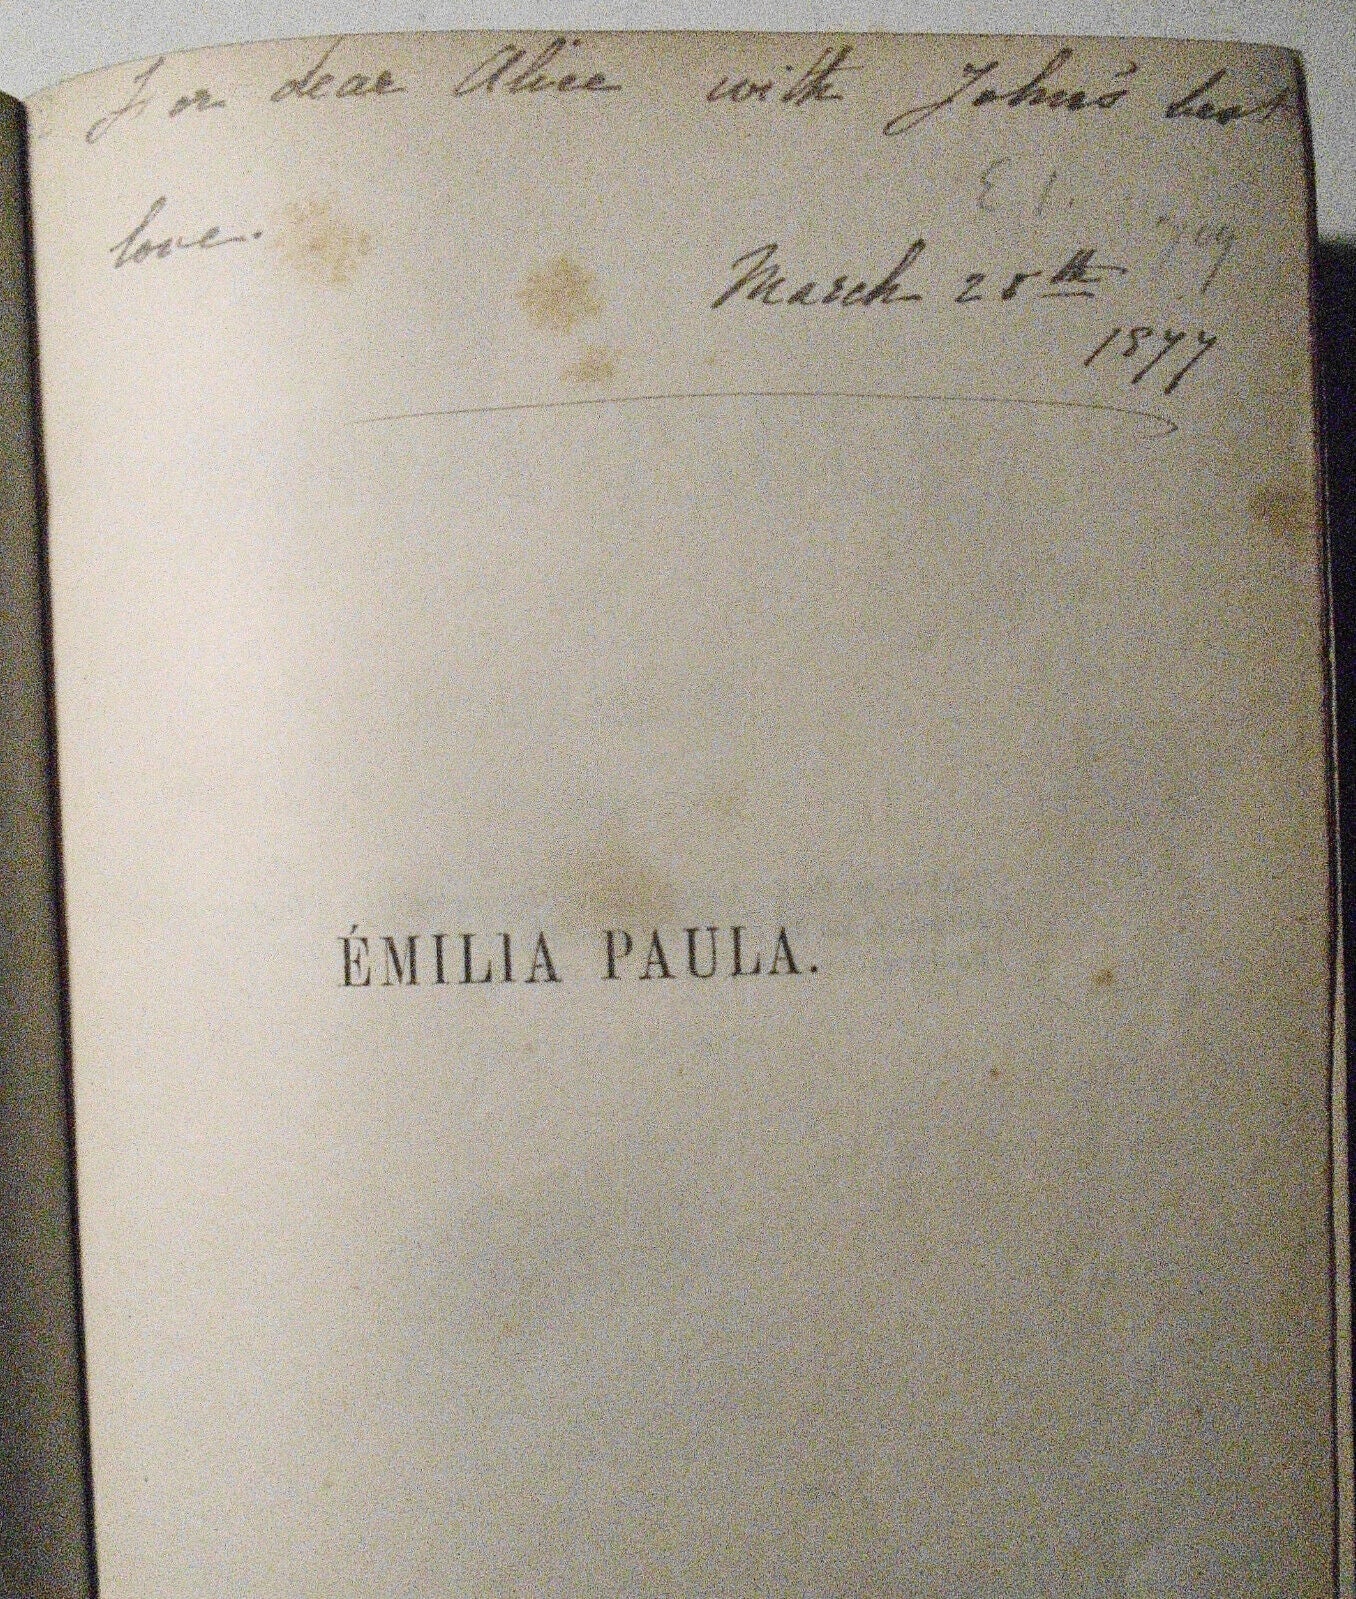 For dear Alice with John's best
love.
March 28th
1877
ÉMILIA PAULA.